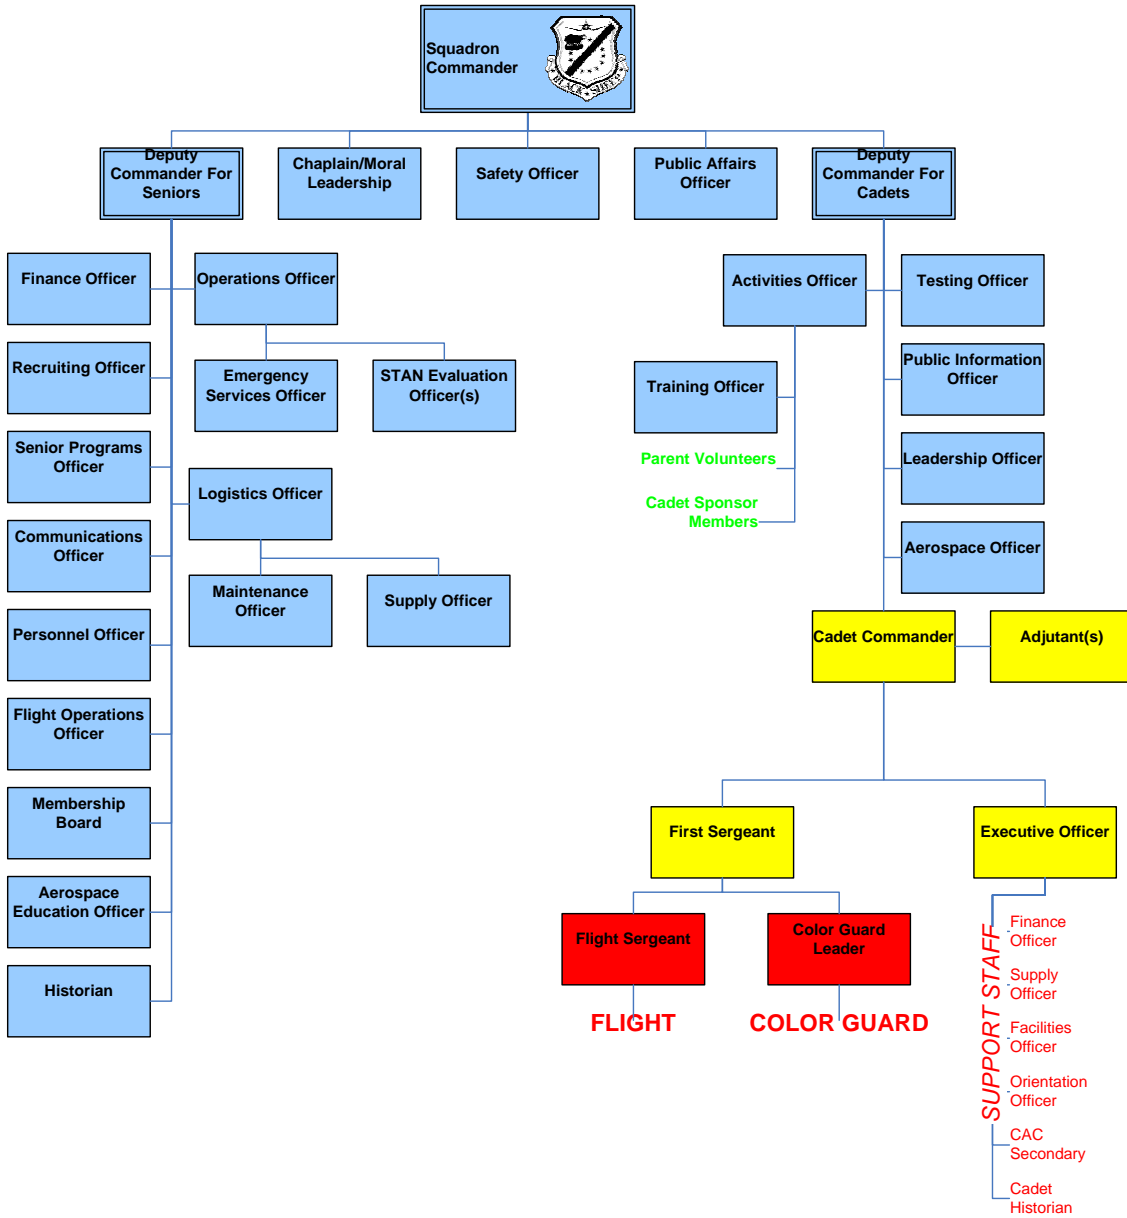 Squadron
Commander
BLACK SHEEP
Deputy
Commander For
Seniors
Chaplain/Moral
Leadership
Safety Officer
Public Affairs
Officer
Deputy
Commander For
Cadets
Finance Officer
Operations Officer
Activities Officer
Testing Officer
Recruiting Officer
Emergency
Services Officer
STAN Evaluation
Officer(s)
Training Officer
Public Information
Officer
Senior Programs
Officer
Logistics Officer
Parent Volunteers
Cadet Sponsor
Members
Leadership Officer
Communications
Officer
Maintenance
Officer
Supply Officer
Aerospace Officer
Personnel Officer
Cadet Commander
Adjutant(s)
Flight Operations
Officer
Membership
Board
First Sergeant
Executive Officer
Aerospace
Education Officer
Flight Sergeant
Color Guard
Leader
Historian
FLIGHT
COLOR GUARD
SUPPORT STAFF
Finance
Officer
Supply
Officer
Facilities
Officer
Orientation
Officer
CAC
Secondary
Cadet
Historian